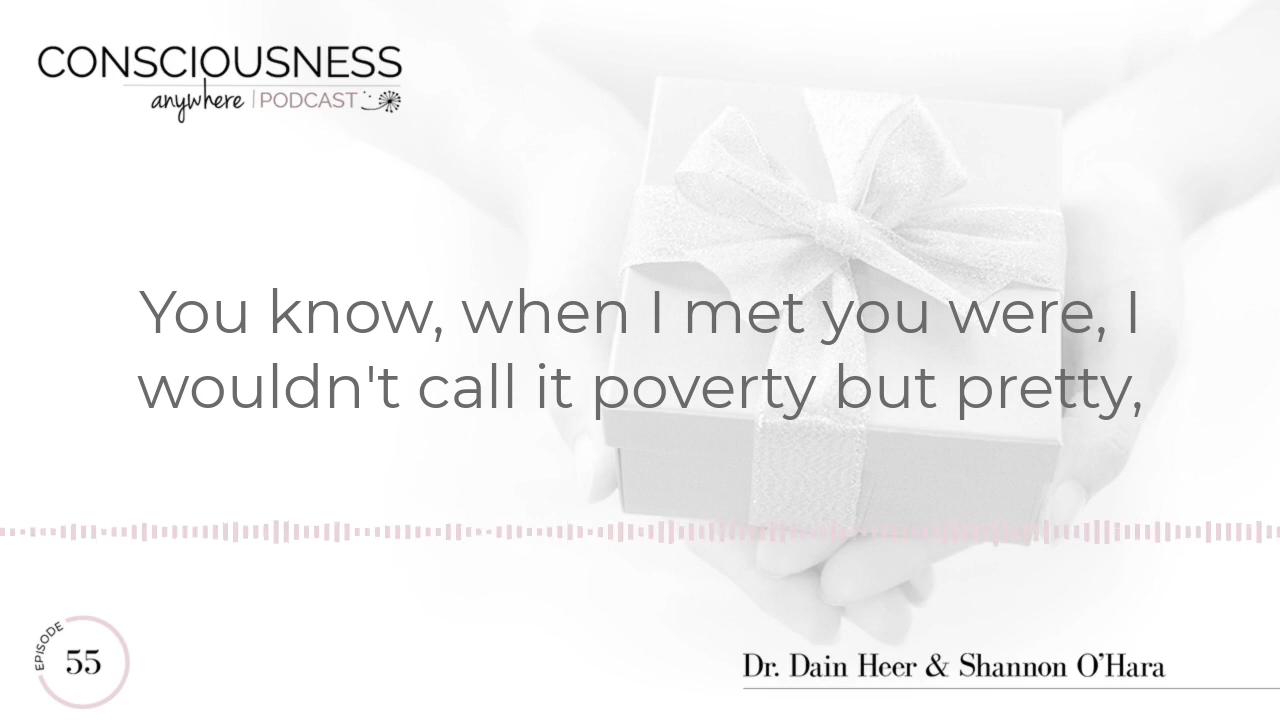 CONSCIOUSNESS
anywhere | PODCAST
You know, when I met you were, I
wouldn't call it poverty but pretty,
EPISODE
55
Dr. Dain Heer & Shannon O'Hara